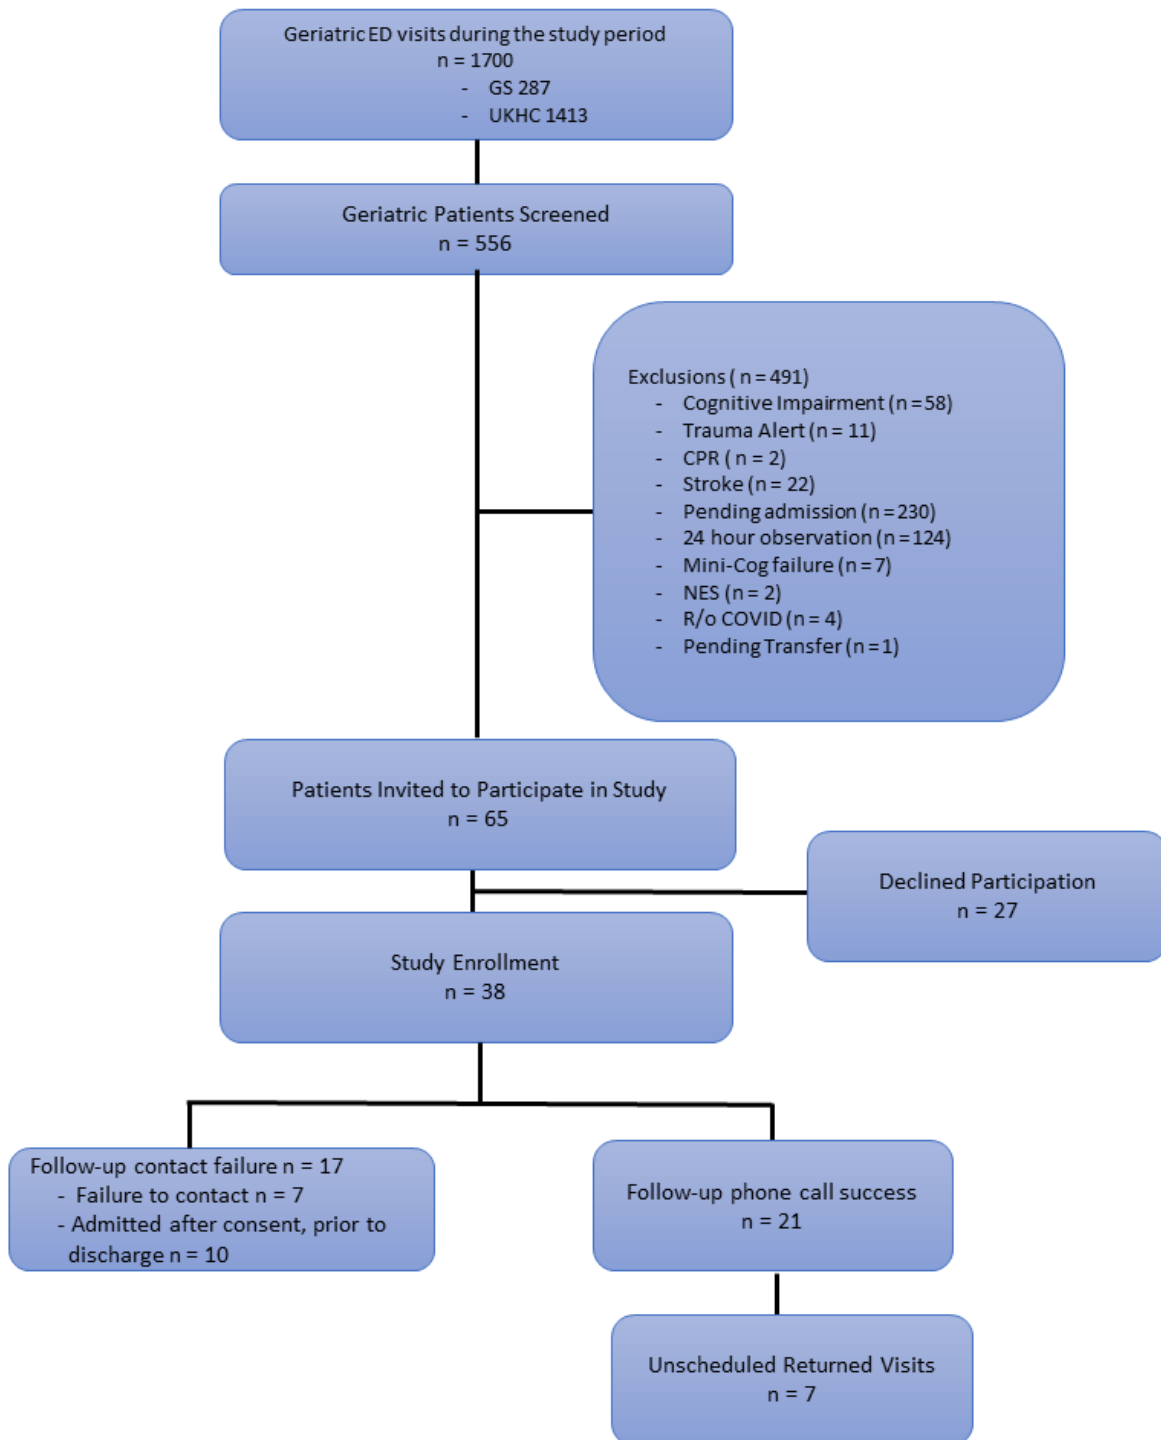 Geriatric ED visits during the study period
n = 1700
- GS 287
- UKHC 1413
Geriatric Patients Screened
n = 556
Exclusions ( n = 491)
- Cognitive Impairment (n =58)
- Trauma Alert (n = 11)
- CPR ( n = 2)
- Stroke (n = 22)
- Pending admission (n =230)
- 24 hour observation (n =124)
- Mini-Cog failure (n =7)
- NES (n = 2)
- R/o COVID (n = 4)
- Pending Transfer (n =1)
Patients Invited to Participate in Study
n = 65
Declined Participation
n = 27
Study Enrollment
n = 38
Follow-up contact failure n = 17
- Failure to contact n = 7
- Admitted after consent, prior to
discharge n = 10
Follow-up phone call success
n = 21
Unscheduled Returned Visits
n = 7